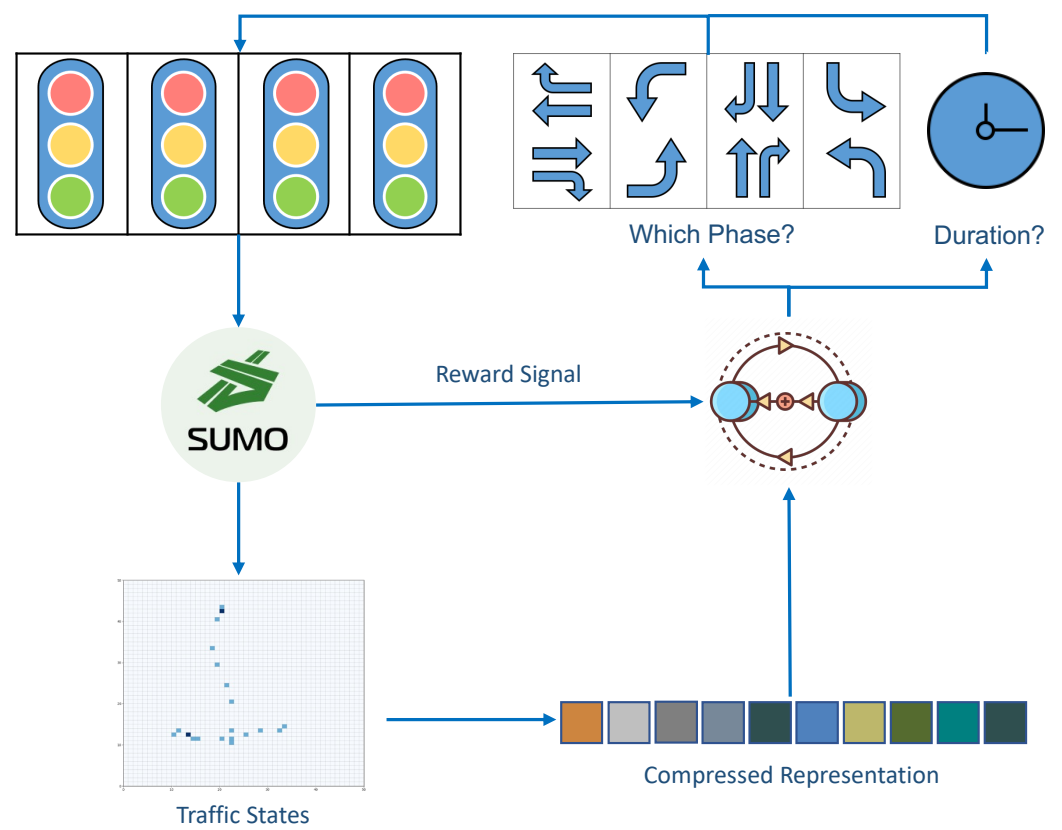 Which Phase?
Duration?
Reward Signal
SUMO
Traffic States
Compressed Representation